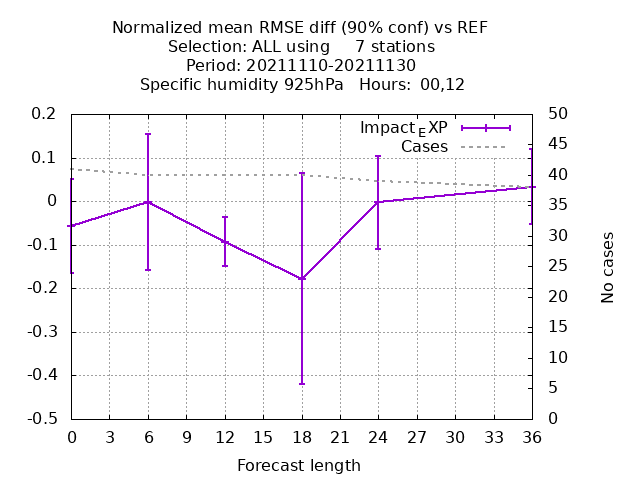 Normalized mean RMSE diff (90% conf) vs REF
Selection: ALL using 7 stations
Period: 20211110-20211130
Specific humidity 925hPa Hours: 00,12
Impact_EXP
Cases
0.2
0.1
0
-0.1
-0.2
-0.3
-0.4
-0.5
50
45
40
35
30
25
20
15
10
5
0
No cases
0 3 6 9 12 15 18 21 24 27 30 33 36
Forecast length